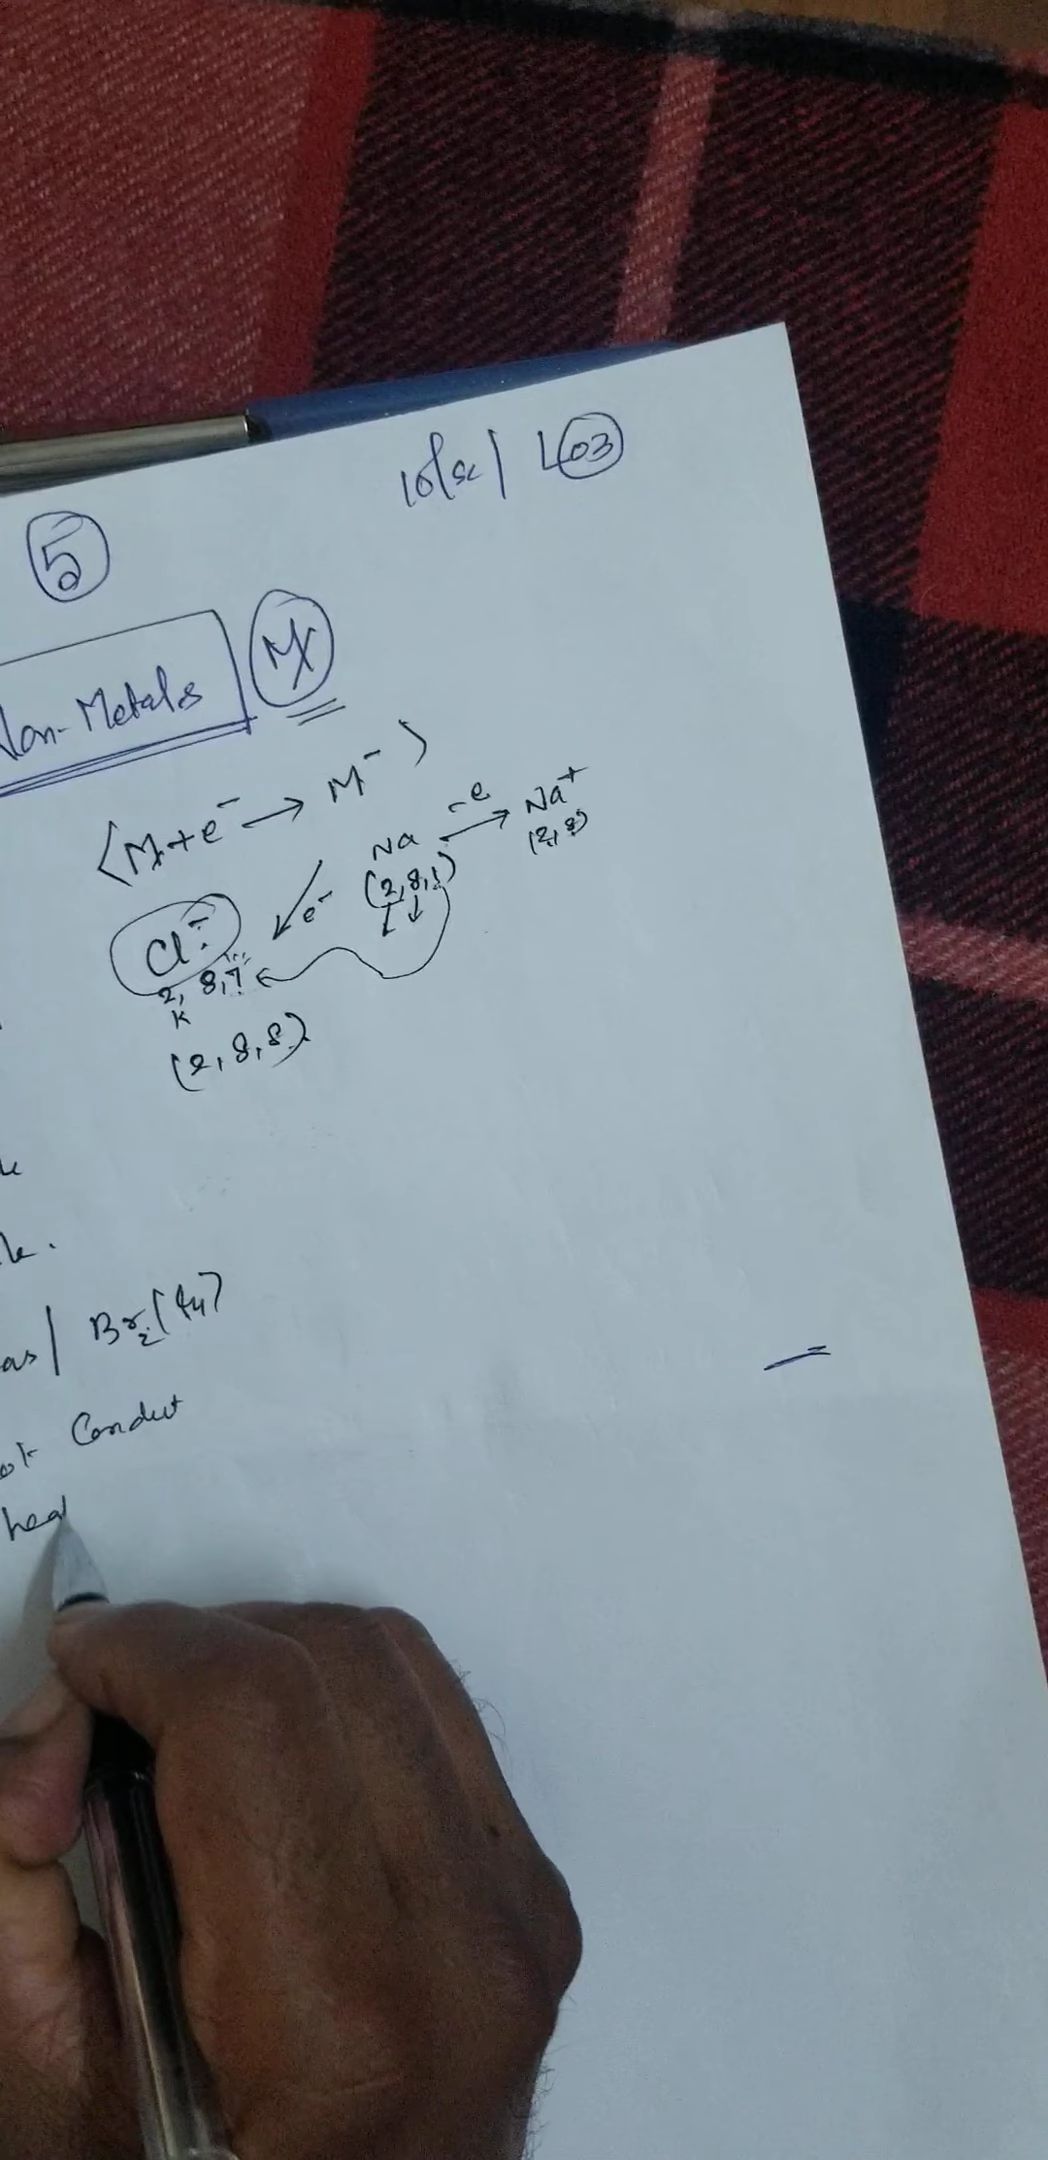 10/sc/ L03
5
Non-Metals M
(M+e⁻ → M⁻)
Na -e → Na⁺
(2,8,1) (2,8)
e⁻
Cl⁻
2, 8, 7
K
(2,8,8)
Br₂
Conduct
heat